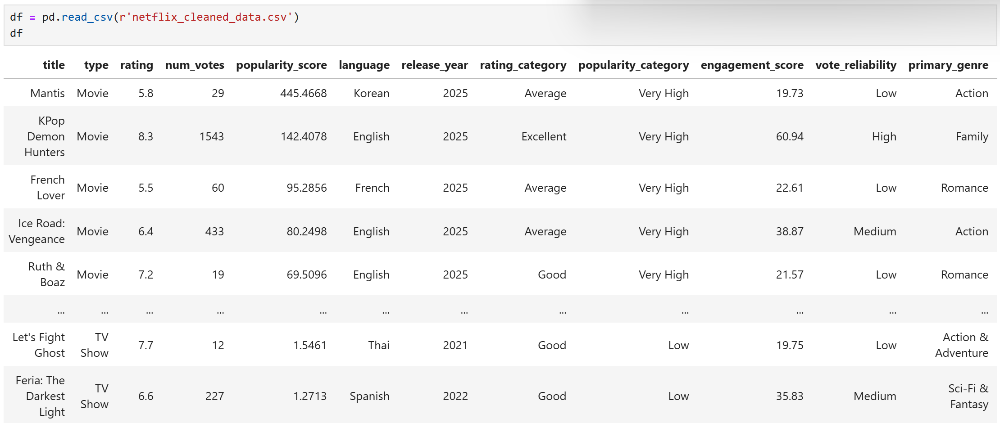 df = pd.read_csv(r'netflix_cleaned_data.csv')
df
title type rating num_votes popularity_score language release_year rating_category popularity_category engagement_score vote_reliability primary_genre
Mantis Movie 5.8 29 445.4668 Korean 2025 Average Very High 19.73 Low Action
KPop
Demon
Hunters Movie 8.3 1543 142.4078 English 2025 Excellent Very High 60.94 High Family
French
Lover Movie 5.5 60 95.2856 French 2025 Average Very High 22.61 Low Romance
Ice Road:
Vengeance Movie 6.4 433 80.2498 English 2025 Average Very High 38.87 Medium Action
Ruth &
Boaz Movie 7.2 19 69.5096 English 2025 Good Very High 21.57 Low Romance
... ... ... ... ... ... ... ... ... ... ... ...
Let's Fight
Ghost TV
Show 7.7 12 1.5461 Thai 2021 Good Low 19.75 Low Action &
Adventure
Feria: The
Darkest
Light TV
Show 6.6 227 1.2713 Spanish 2022 Good Low 35.83 Medium Sci-Fi &
Fantasy